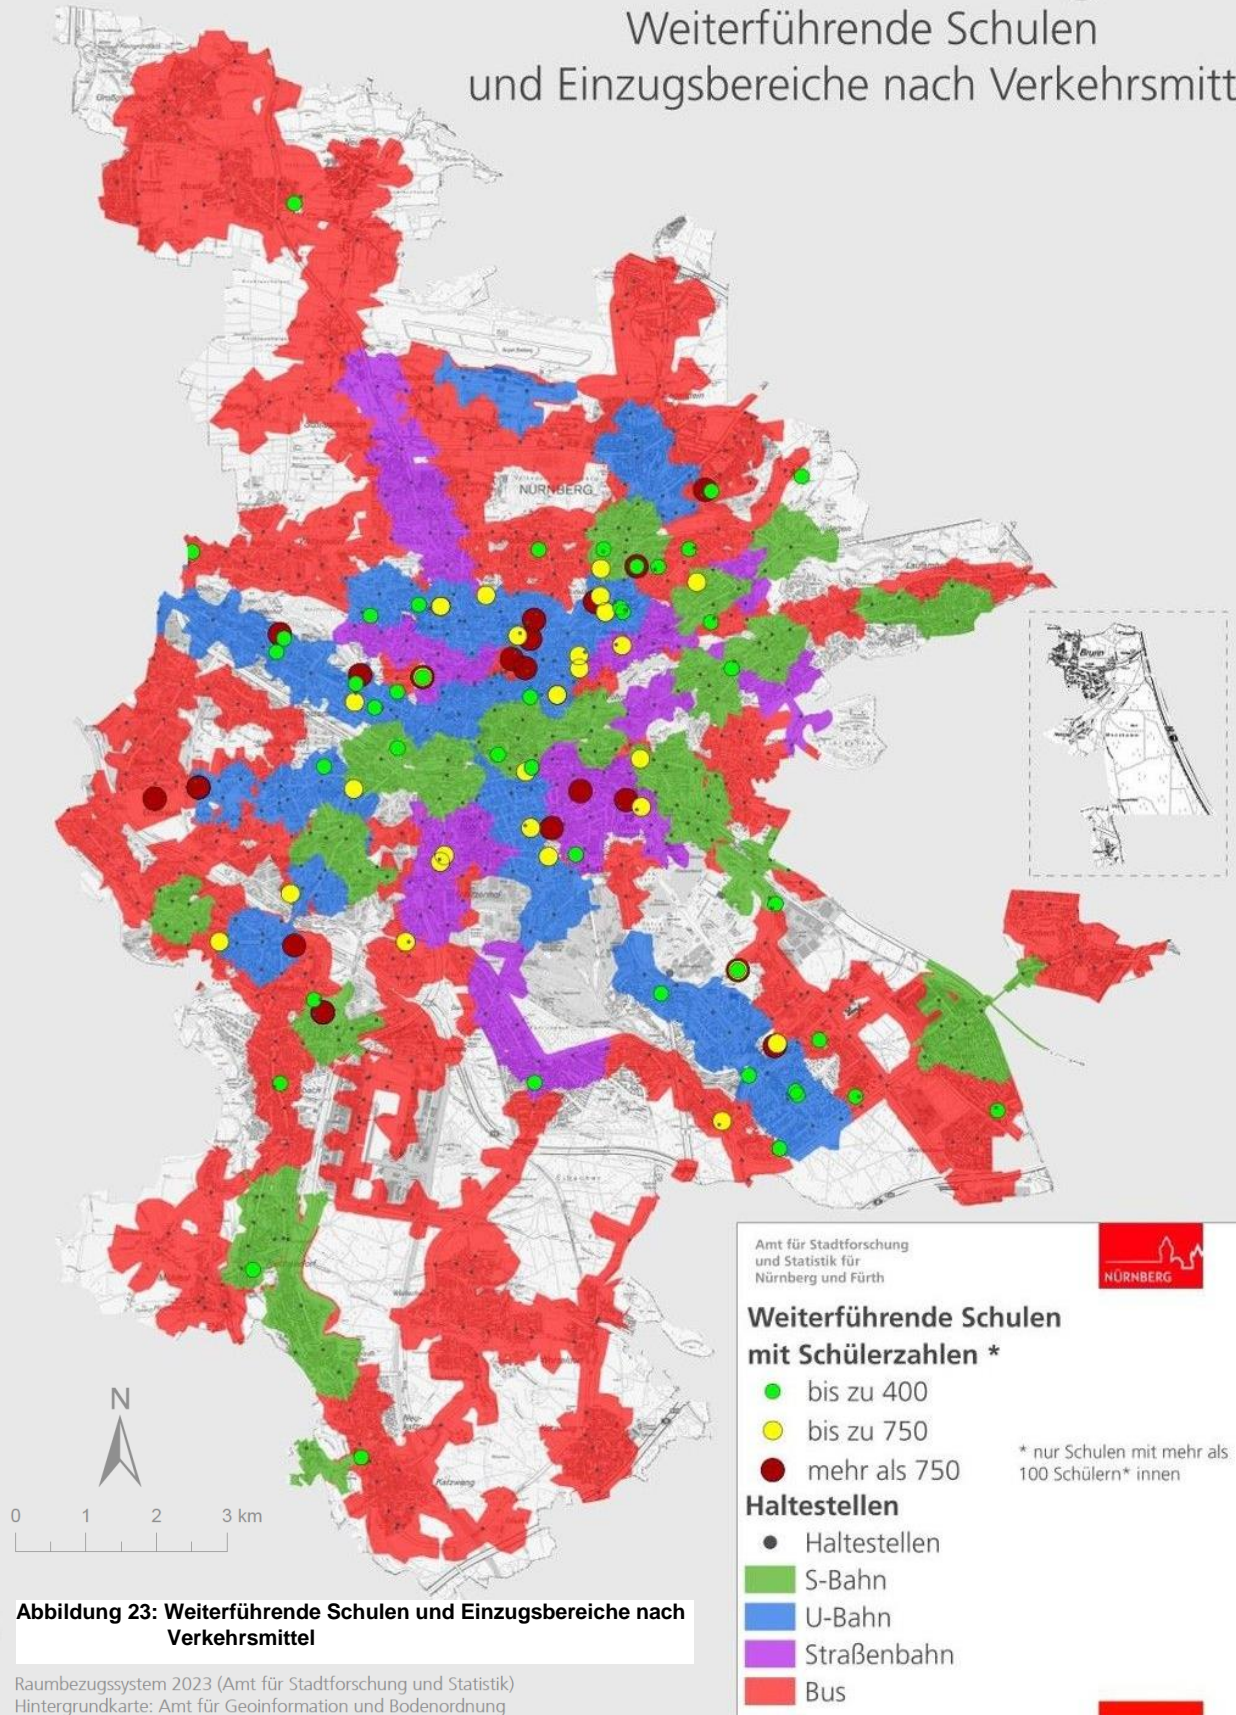 Weiterführende Schulen
und Einzugsbereiche nach Verkehrsmitt
NÜRNBERG
Brunn
Katzwang
N
0 1 2 3 km
Amt für Stadtforschung
und Statistik für
Nürnberg und Fürth
NÜRNBERG
Weiterführende Schulen
mit Schülerzahlen *
bis zu 400
bis zu 750
mehr als 750
* nur Schulen mit mehr als
100 Schülern* innen
Haltestellen
Haltestellen
S-Bahn
U-Bahn
Straßenbahn
Bus
Abbildung 23: Weiterführende Schulen und Einzugsbereiche nach
Verkehrsmittel
Raumbezugssystem 2023 (Amt für Stadtforschung und Statistik)
Hintergrundkarte: Amt für Geoinformation und Bodenordnung